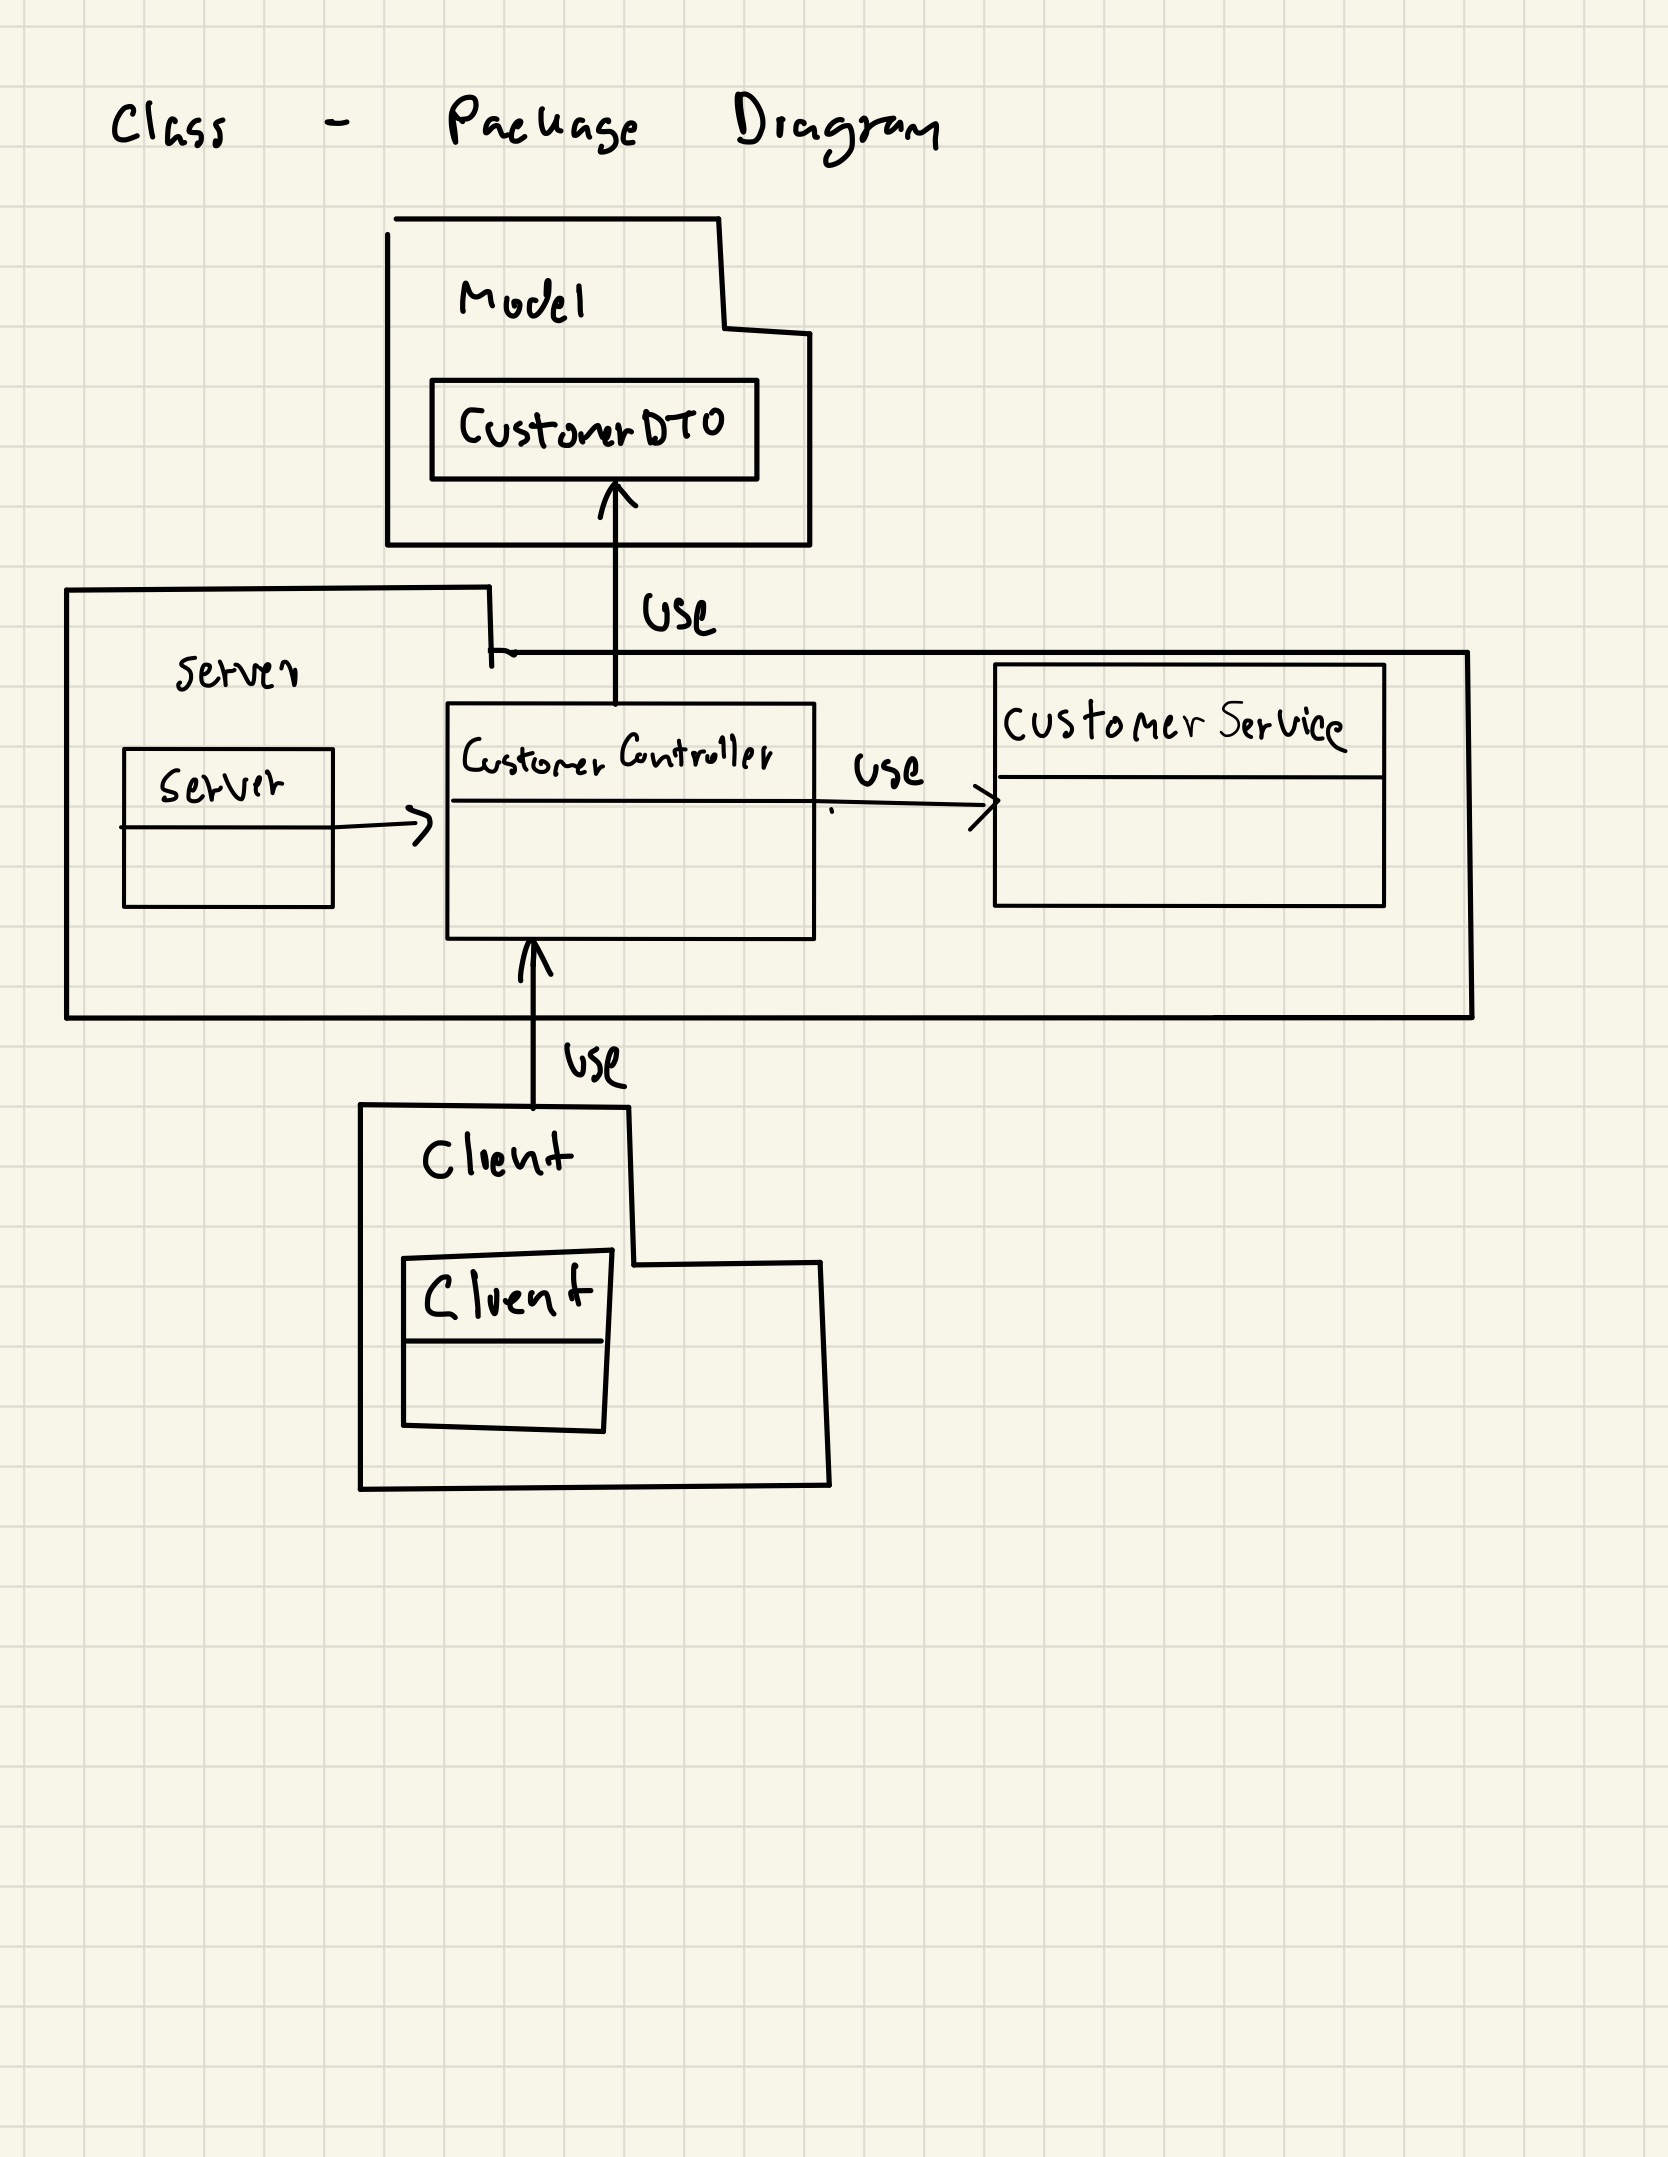 Class - Package Diagram
Model
CustomerDTO
use
Server
Server
Customer Controller
use
Customer Service
use
Client
Client